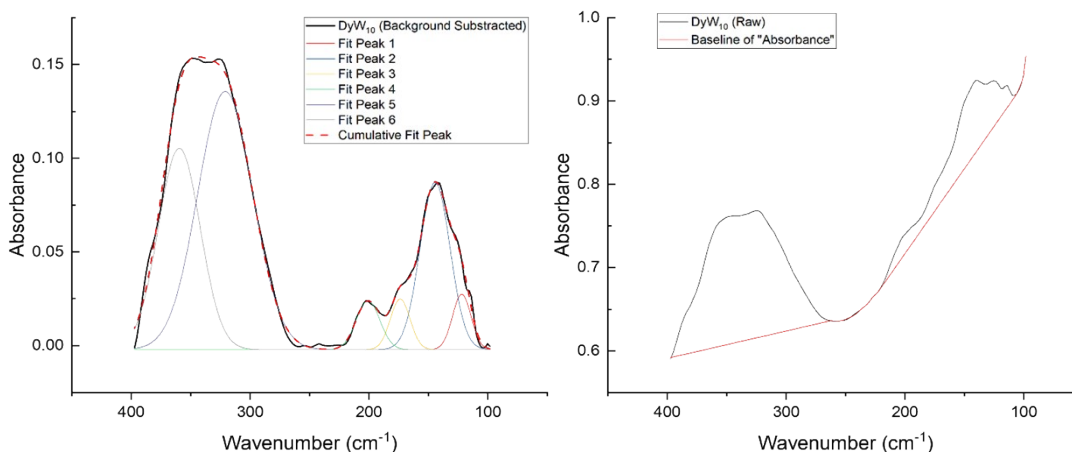 DyW10 (Background Substracted)
Fit Peak 1
Fit Peak 2
Fit Peak 3
Fit Peak 4
Fit Peak 5
Fit Peak 6
Cumulative Fit Peak
0.15
0.10
0.05
0.00
Absorbance
400
300
200
100
Wavenumber (cm-1)
DyW10 (Raw)
Baseline of "Absorbance"
1.0
0.9
0.8
0.7
0.6
Absorbance
400
300
200
100
Wavenumber (cm-1)